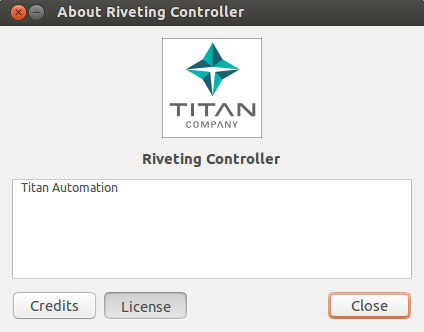 About Riveting Controller
TITAN
COMPANY
Riveting Controller
Titan Automation
Credits
License
Close